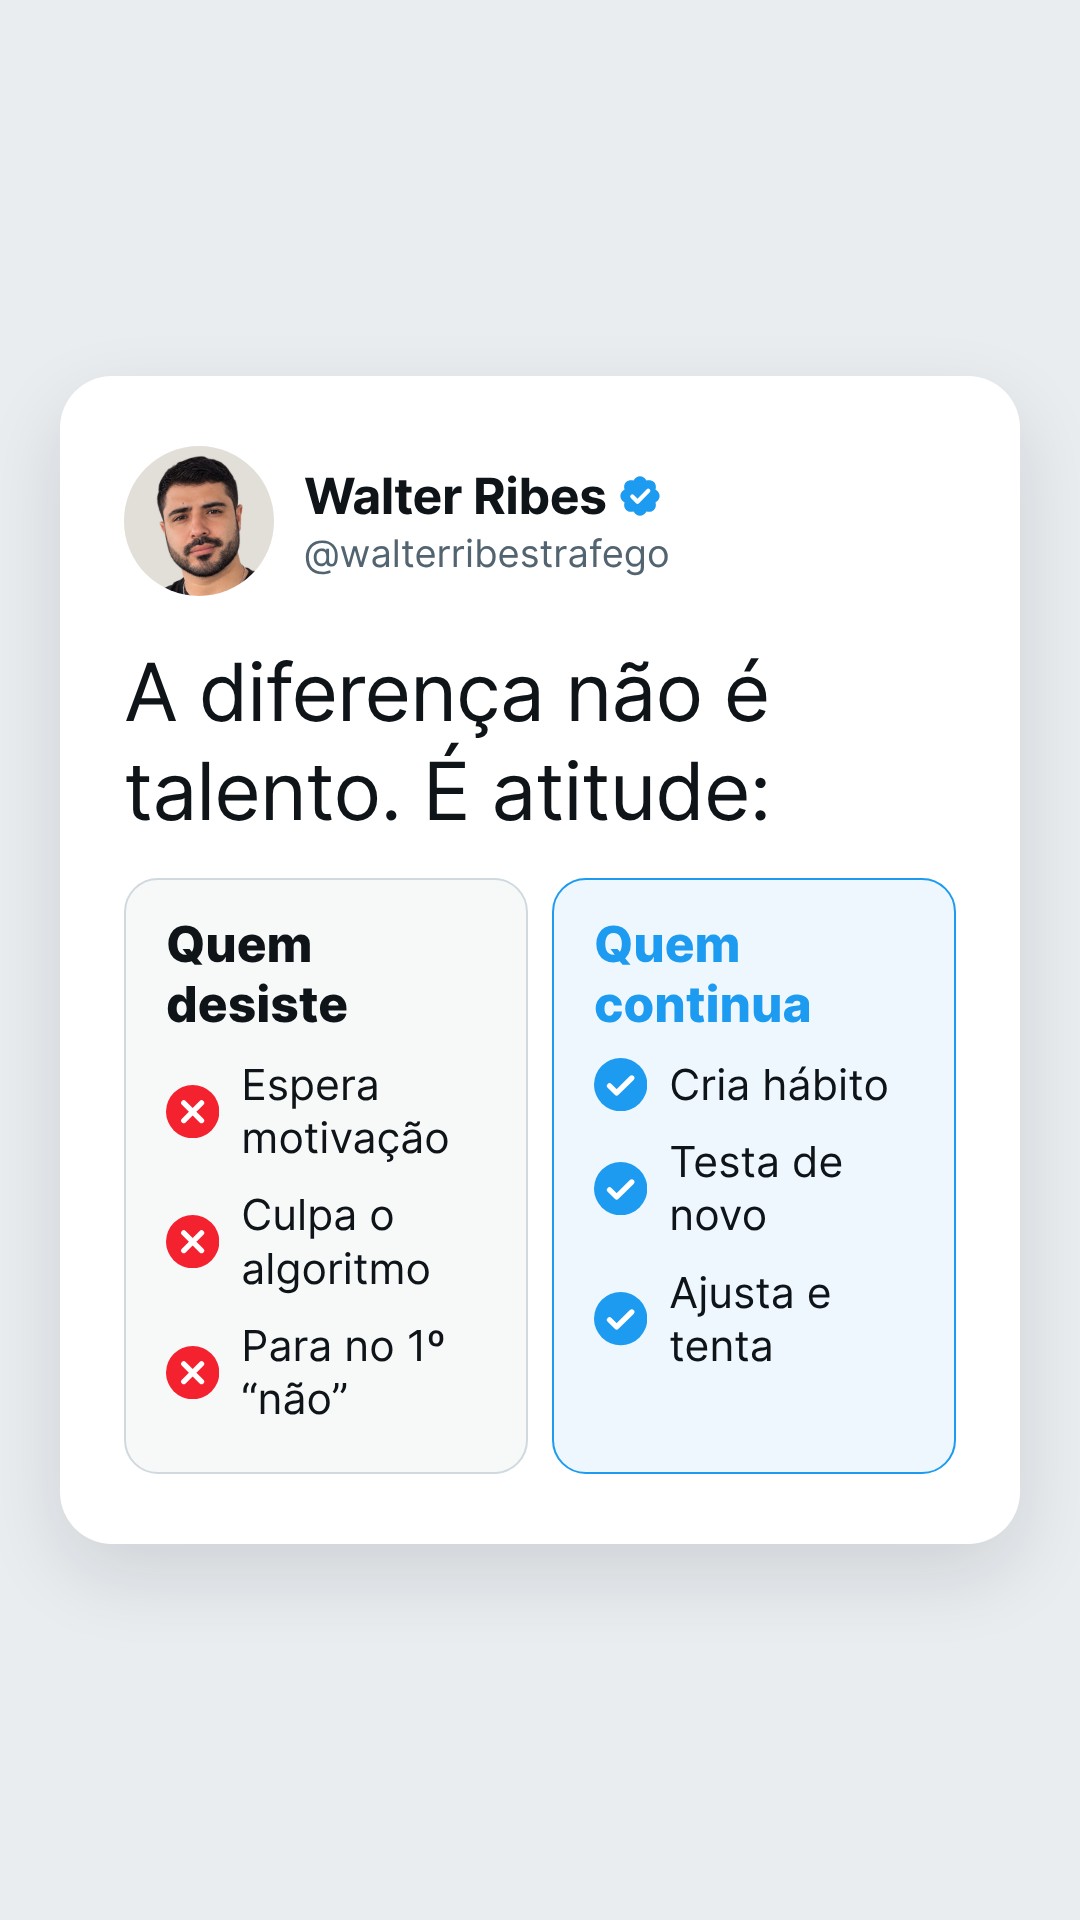 Walter Ribes
@walterribestrafego
A diferença não é
talento. É atitude:
Quem
desiste
Espera
motivação
Culpa o
algoritmo
Para no 1º
“não”
Quem
continua
Cria hábito
Testa de
novo
Ajusta e
tenta